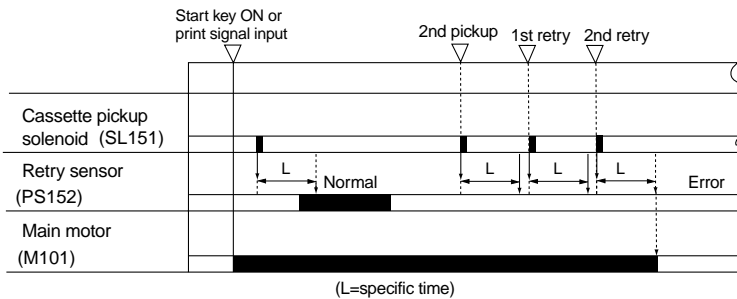 Start key ON or
print signal input
2nd pickup
1st retry
2nd retry
Cassette pickup
solenoid (SL151)
Retry sensor
(PS152)
L
Normal
L
L
L
Error
Main motor
(M101)
(L=specific time)